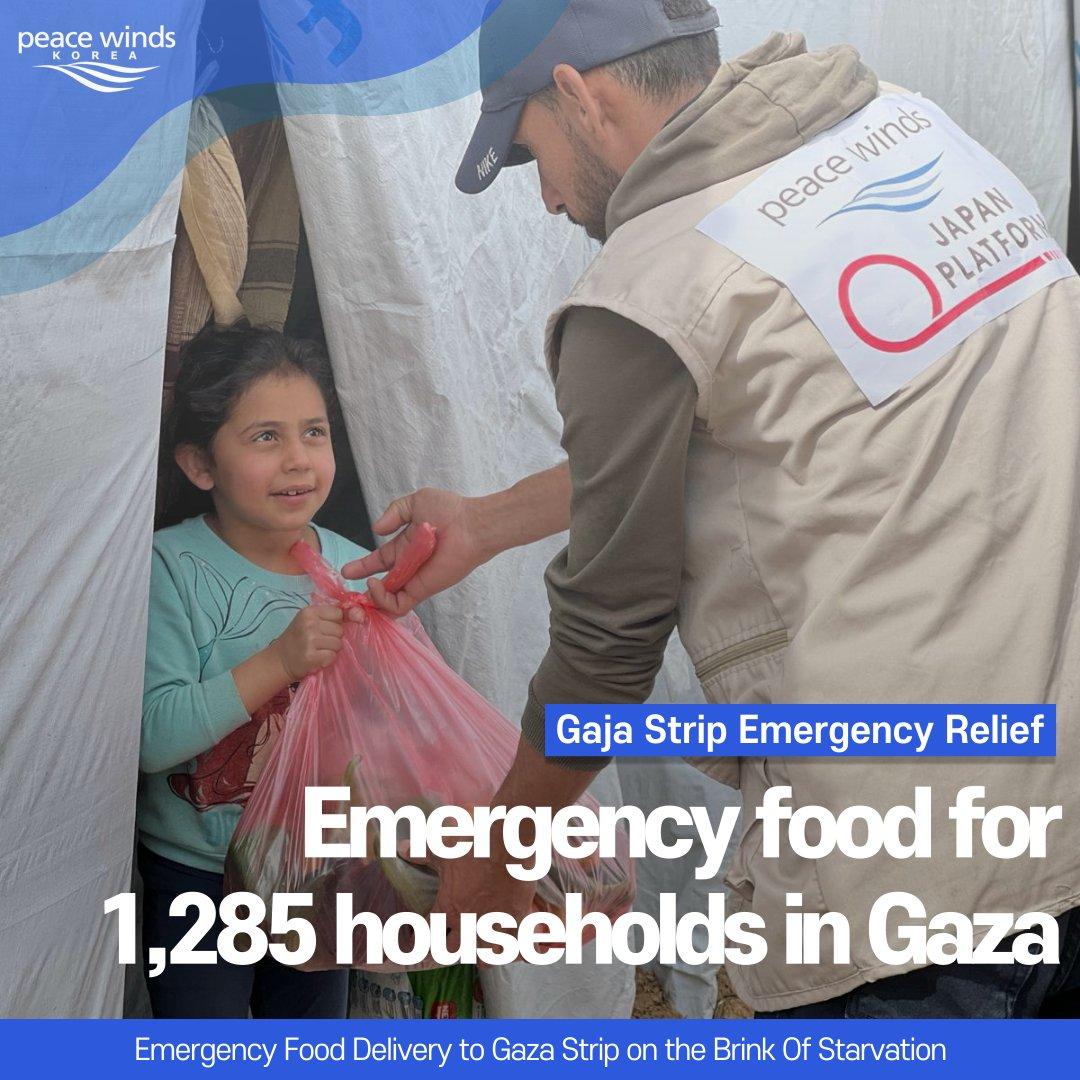 peace winds
KOREA
NIKE
peace winds
JAPAN
PLATFORM
Gaja Strip Emergency Relief
Emergency food for
1,285 households in Gaza
Emergency Food Delivery to Gaza Strip on the Brink Of Starvation